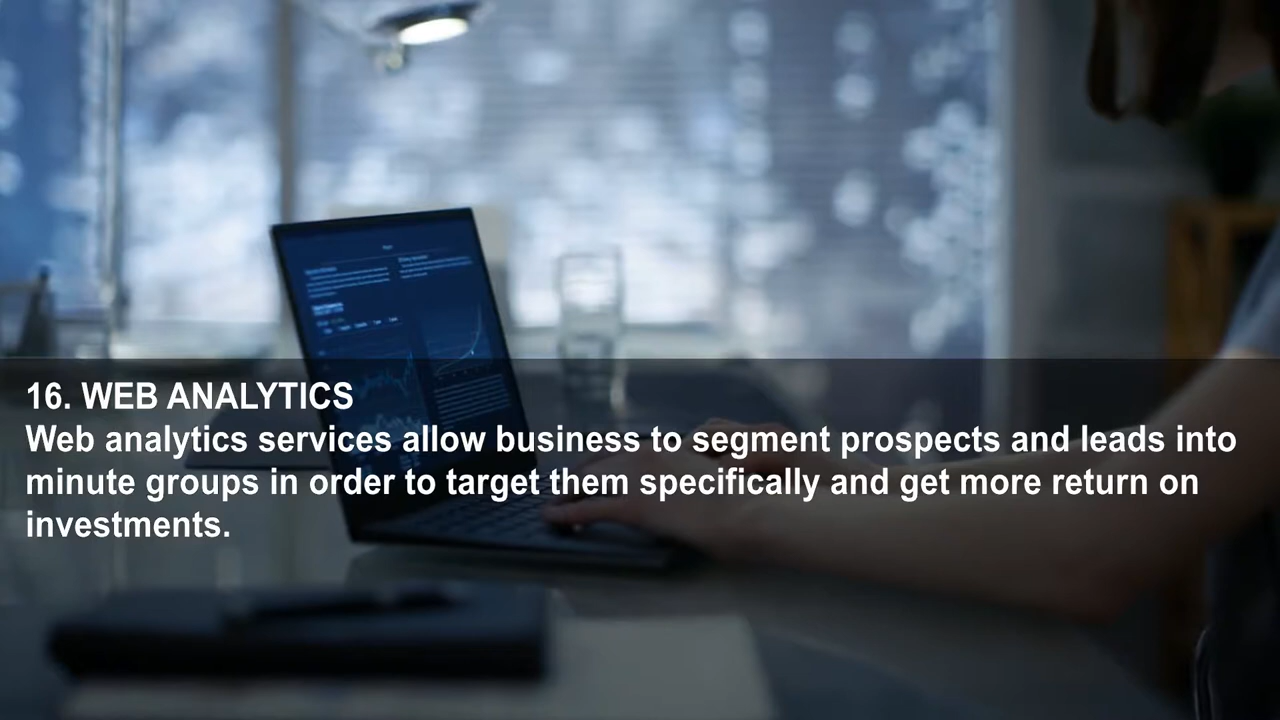 16. WEB ANALYTICS
Web analytics services allow business to segment prospects and leads into
minute groups in order to target them specifically and get more return on
investments.